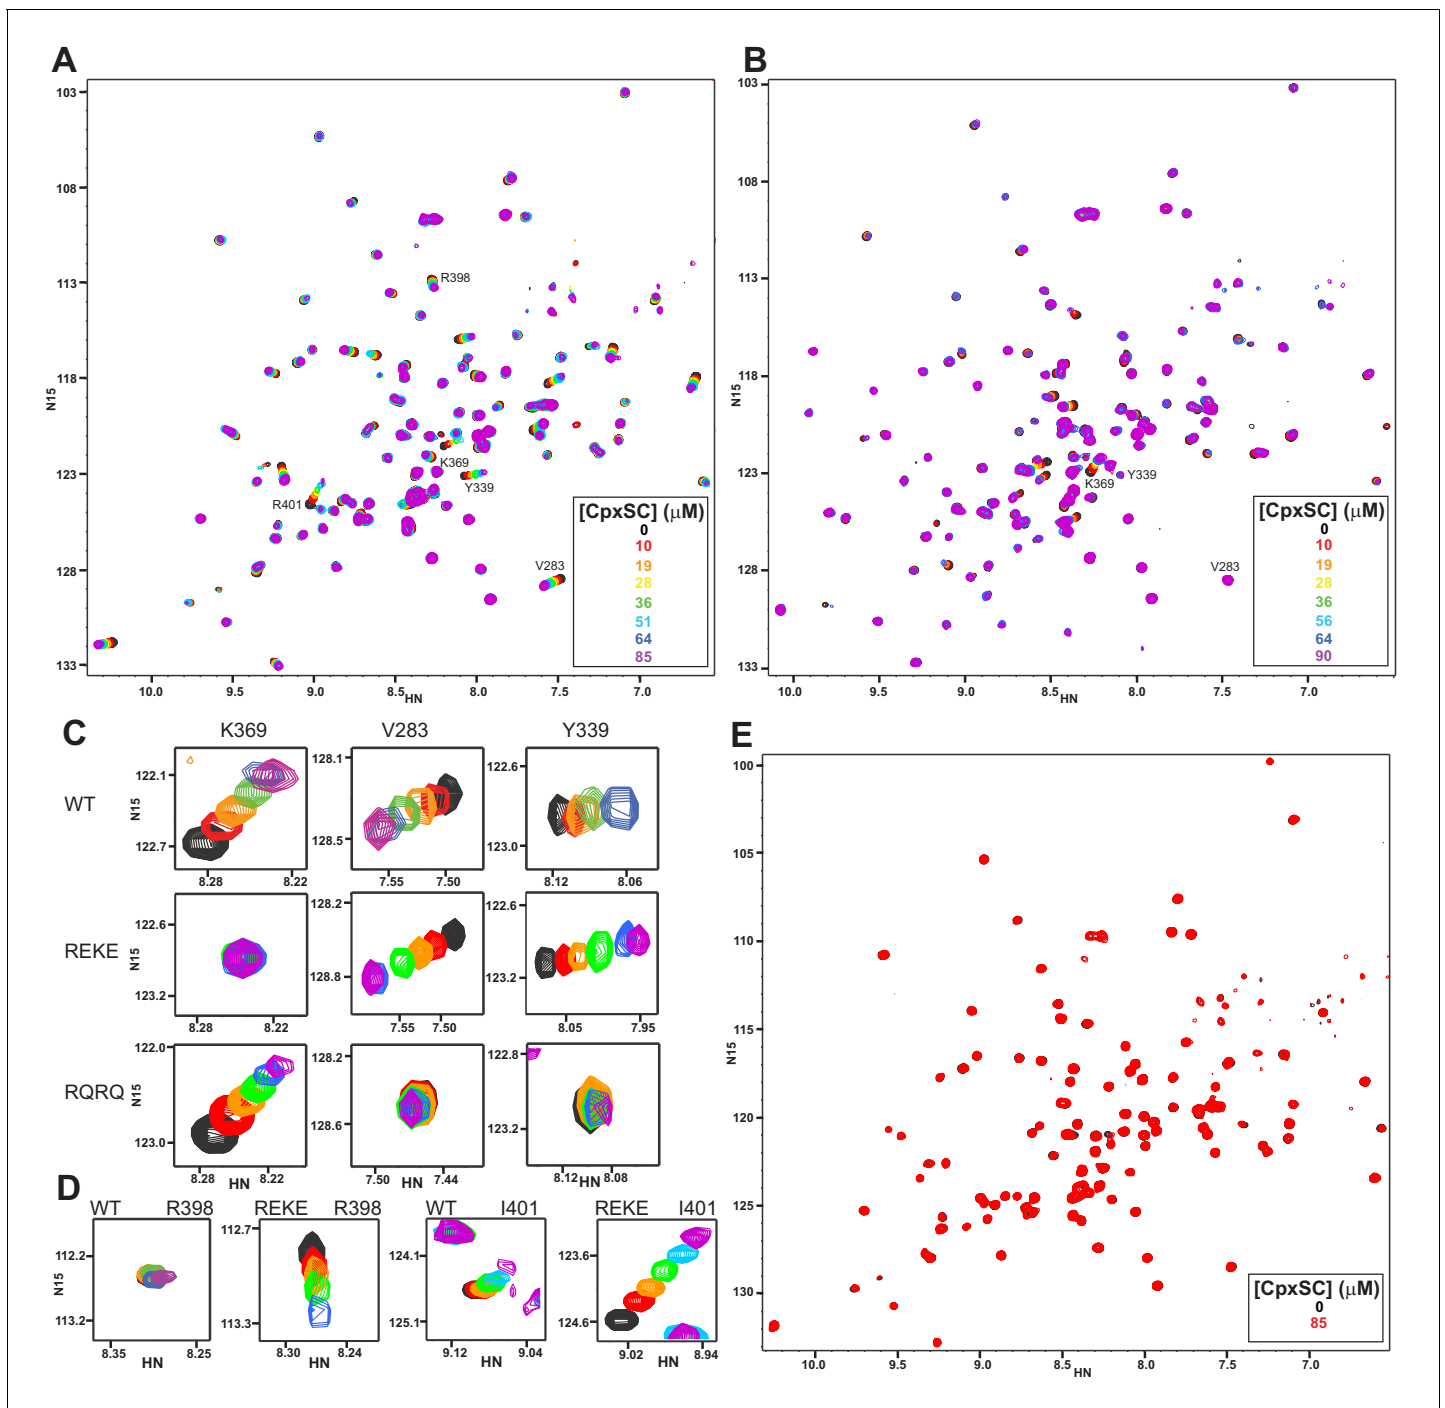 A
B
103
108
113
118
123
128
133
N15
10.0
9.5
9.0
8.5
8.0
7.5
7.0
HN
R398
K369
Y339
R401
V283
[CpxSC] (μM)
0
10
19
28
36
51
64
85
103
108
113
118
123
128
133
N15
10.0
9.5
9.0
8.5
8.0
7.5
7.0
HN
K369
Y339
V283
[CpxSC] (μM)
0
10
19
28
36
56
64
90
C
K369
V283
Y339
WT
N15
122.1
122.7
8.28
8.22
128.1
128.5
7.55
7.50
122.6
123.0
8.12
8.06
REKE
N15
122.6
123.2
8.28
8.22
128.2
128.8
7.55
7.50
122.6
123.2
8.05
7.95
RQRQ
N15
122.0
123.0
8.28
8.22
HN
128.2
128.6
7.50
7.44
HN
122.8
123.2
8.12
8.08
HN
D
WT R398
N15
112.2
113.2
8.35
8.25
HN
REKE R398
112.7
113.3
8.30
8.24
HN
WT I401
124.1
125.1
9.12
9.04
HN
REKE I401
123.6
124.6
9.02
8.94
HN
E
100
105
110
115
120
125
130
N15
10.0
9.5
9.0
8.5
8.0
7.5
7.0
HN
[CpxSC] (μM)
0
85